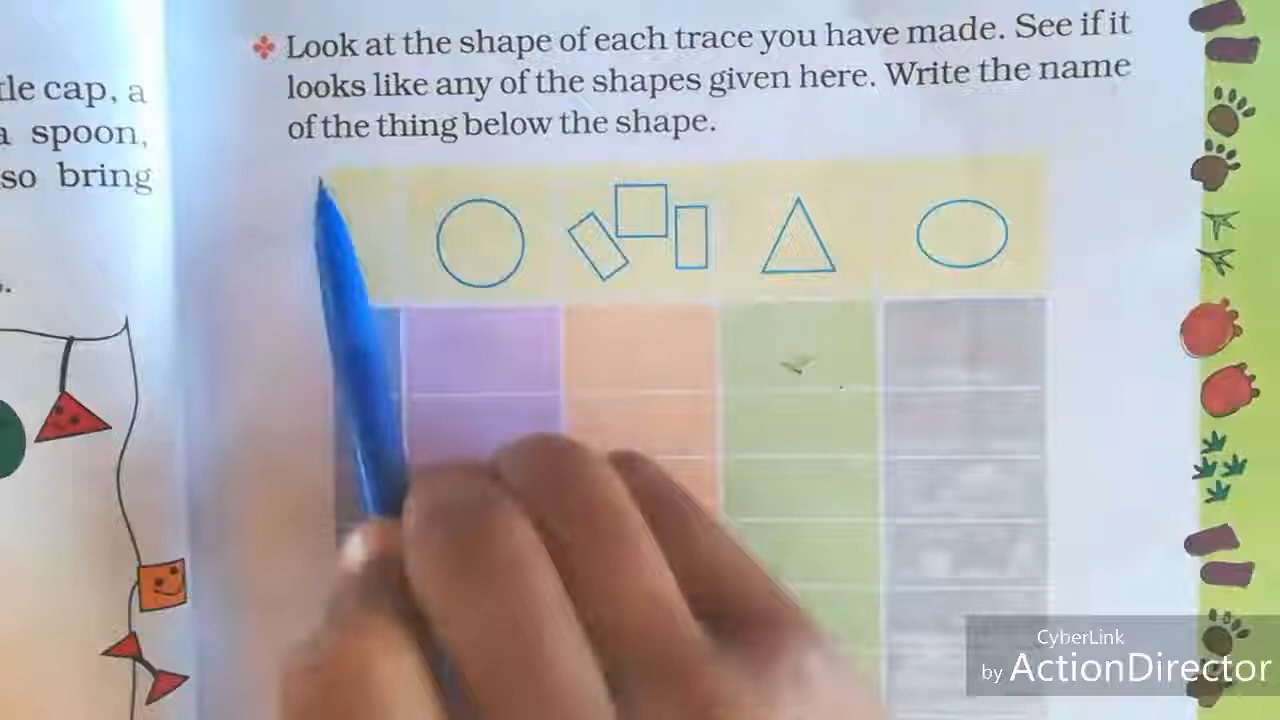 tle cap, a
a spoon,
so bring
Look at the shape of each trace you have made. See if it
looks like any of the shapes given here. Write the name
of the thing below the shape.
CyberLink
by ActionDirector